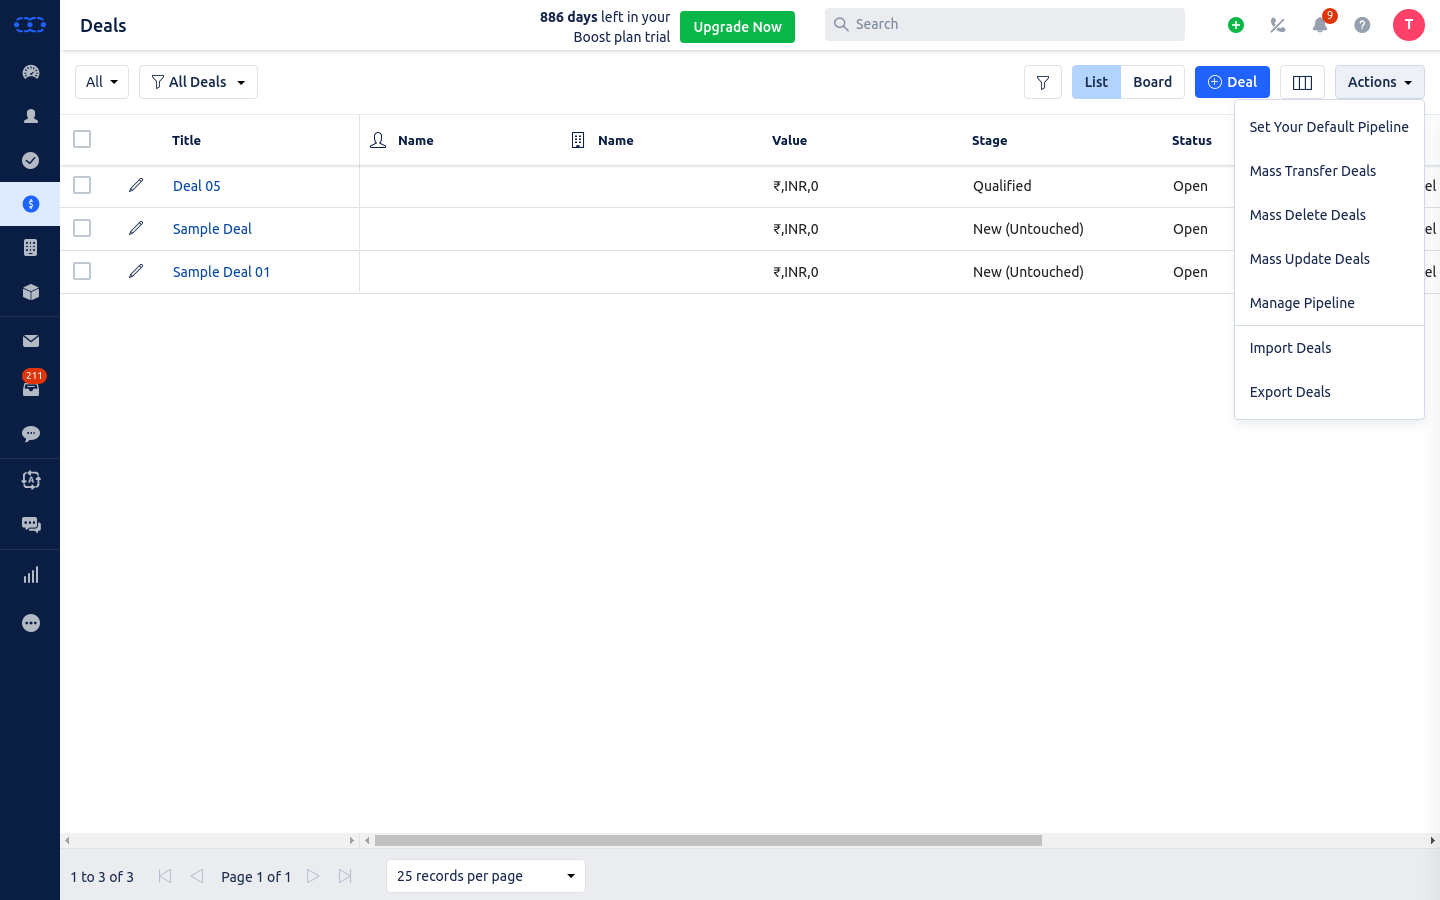 Deals
886 days left in your
Boost plan trial
Upgrade Now
Search
9
T
All
All Deals
List
Board
Deal
Actions
Set Your Default Pipeline
Mass Transfer Deals
Mass Delete Deals
Mass Update Deals
Manage Pipeline
Import Deals
Export Deals
Title
Name
Name
Value
Stage
Status
Deal 05
₹,INR,0
Qualified
Open
el
Sample Deal
₹,INR,0
New (Untouched)
Open
el
Sample Deal 01
₹,INR,0
New (Untouched)
Open
el
211
1 to 3 of 3
Page 1 of 1
25 records per page